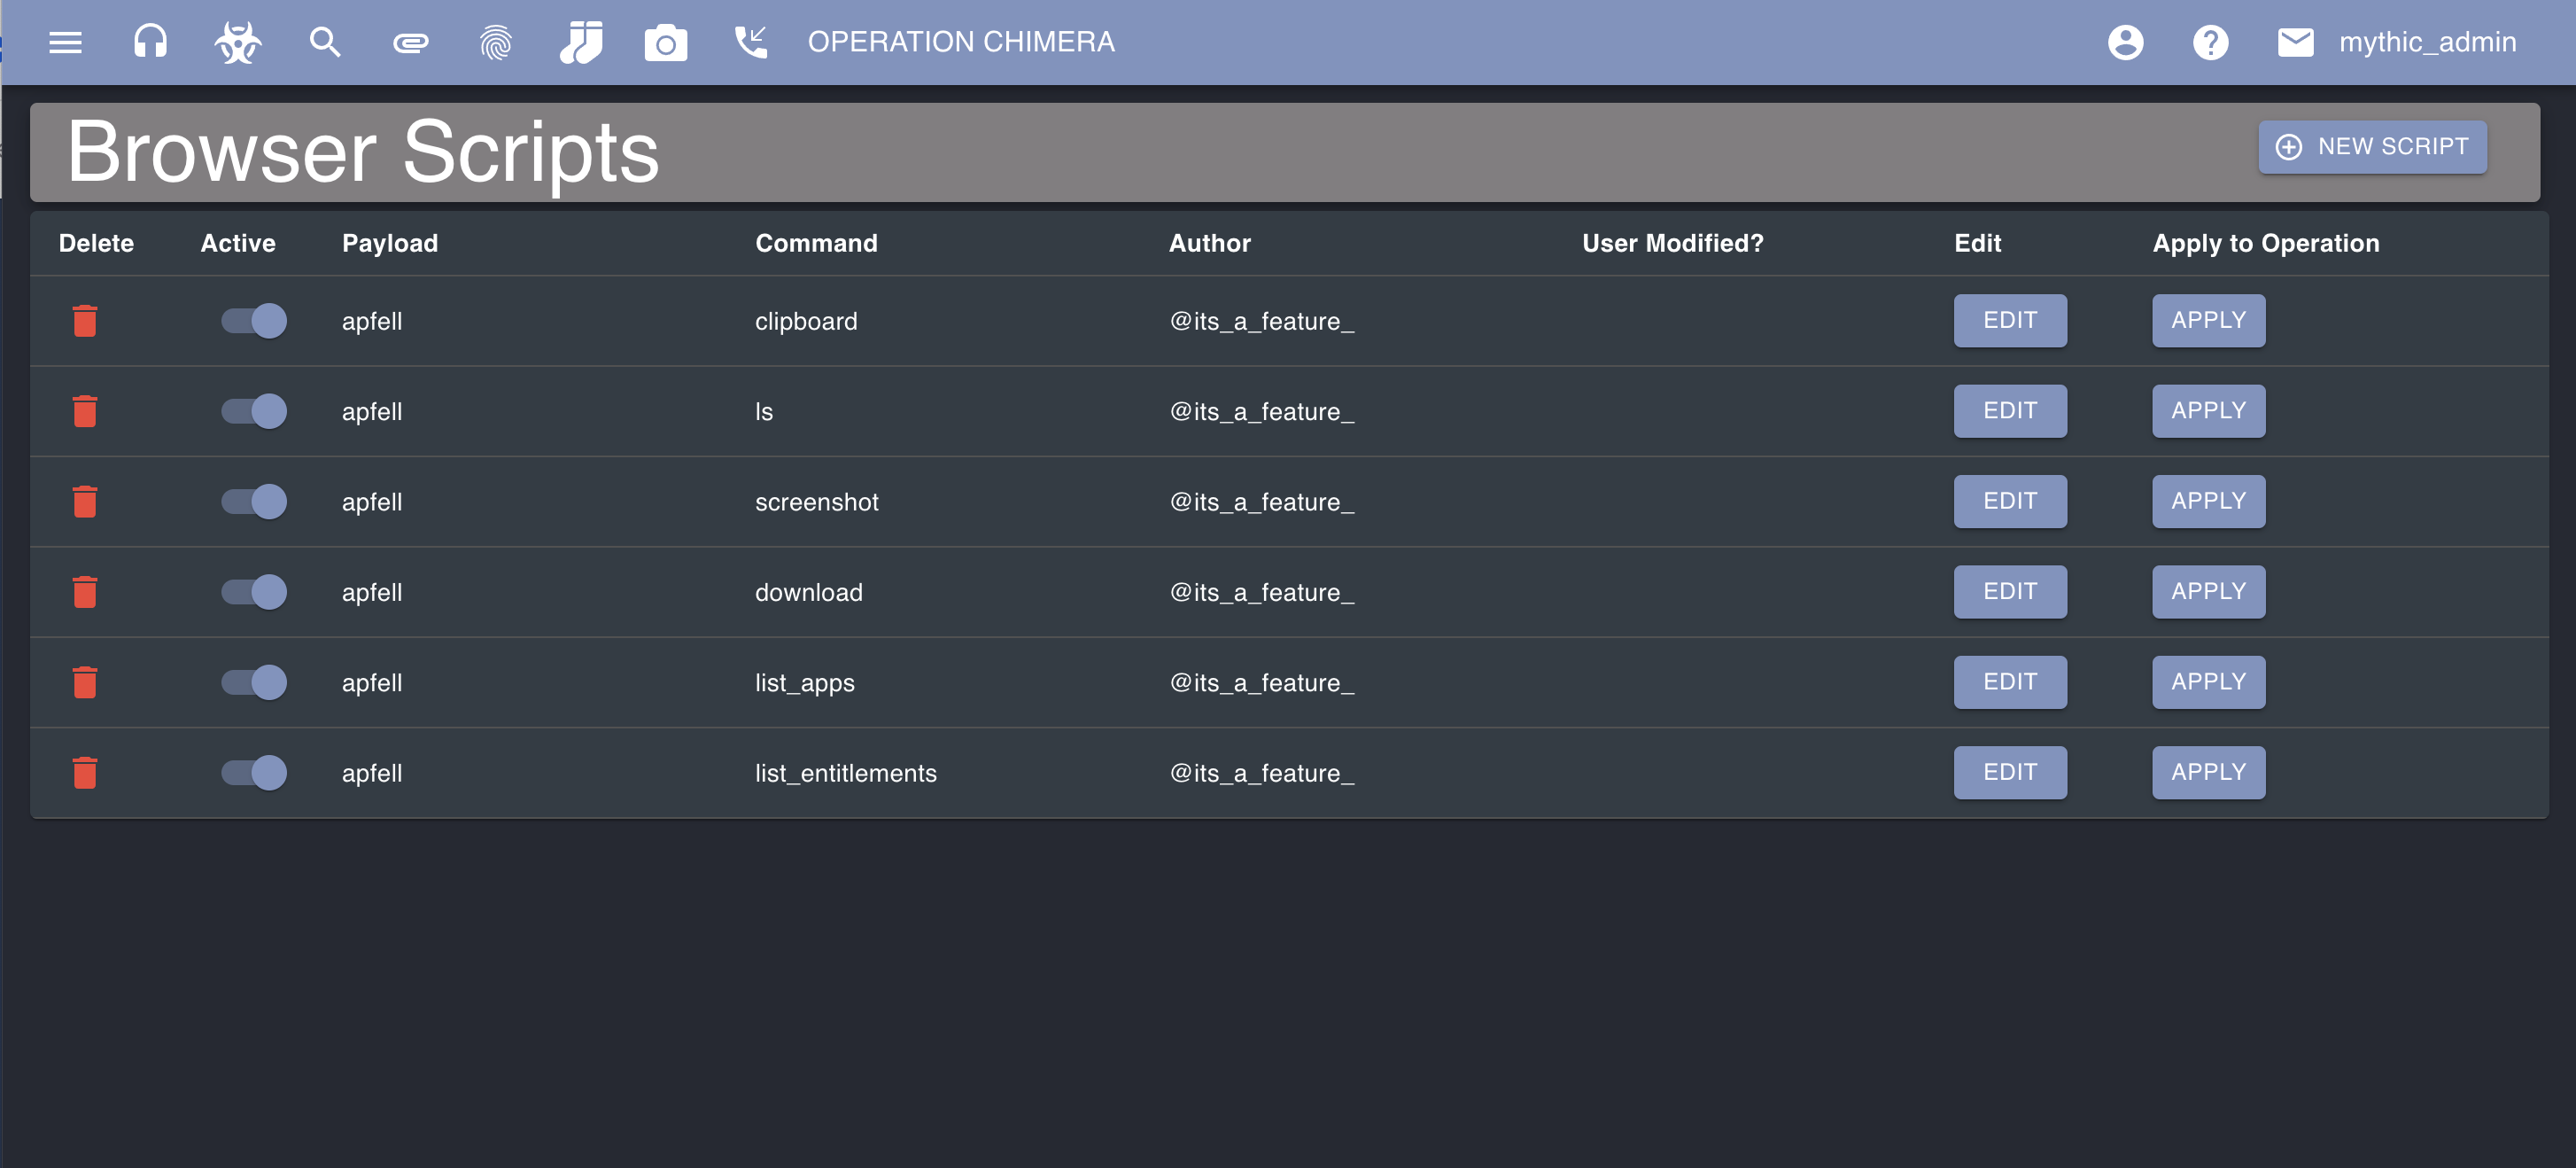 OPERATION CHIMERA mythic_admin
Browser Scripts NEW SCRIPT
Delete Active Payload Command Author User Modified? Edit Apply to Operation
apfell clipboard @its_a_feature_ EDIT APPLY
apfell ls @its_a_feature_ EDIT APPLY
apfell screenshot @its_a_feature_ EDIT APPLY
apfell download @its_a_feature_ EDIT APPLY
apfell list_apps @its_a_feature_ EDIT APPLY
apfell list_entitlements @its_a_feature_ EDIT APPLY